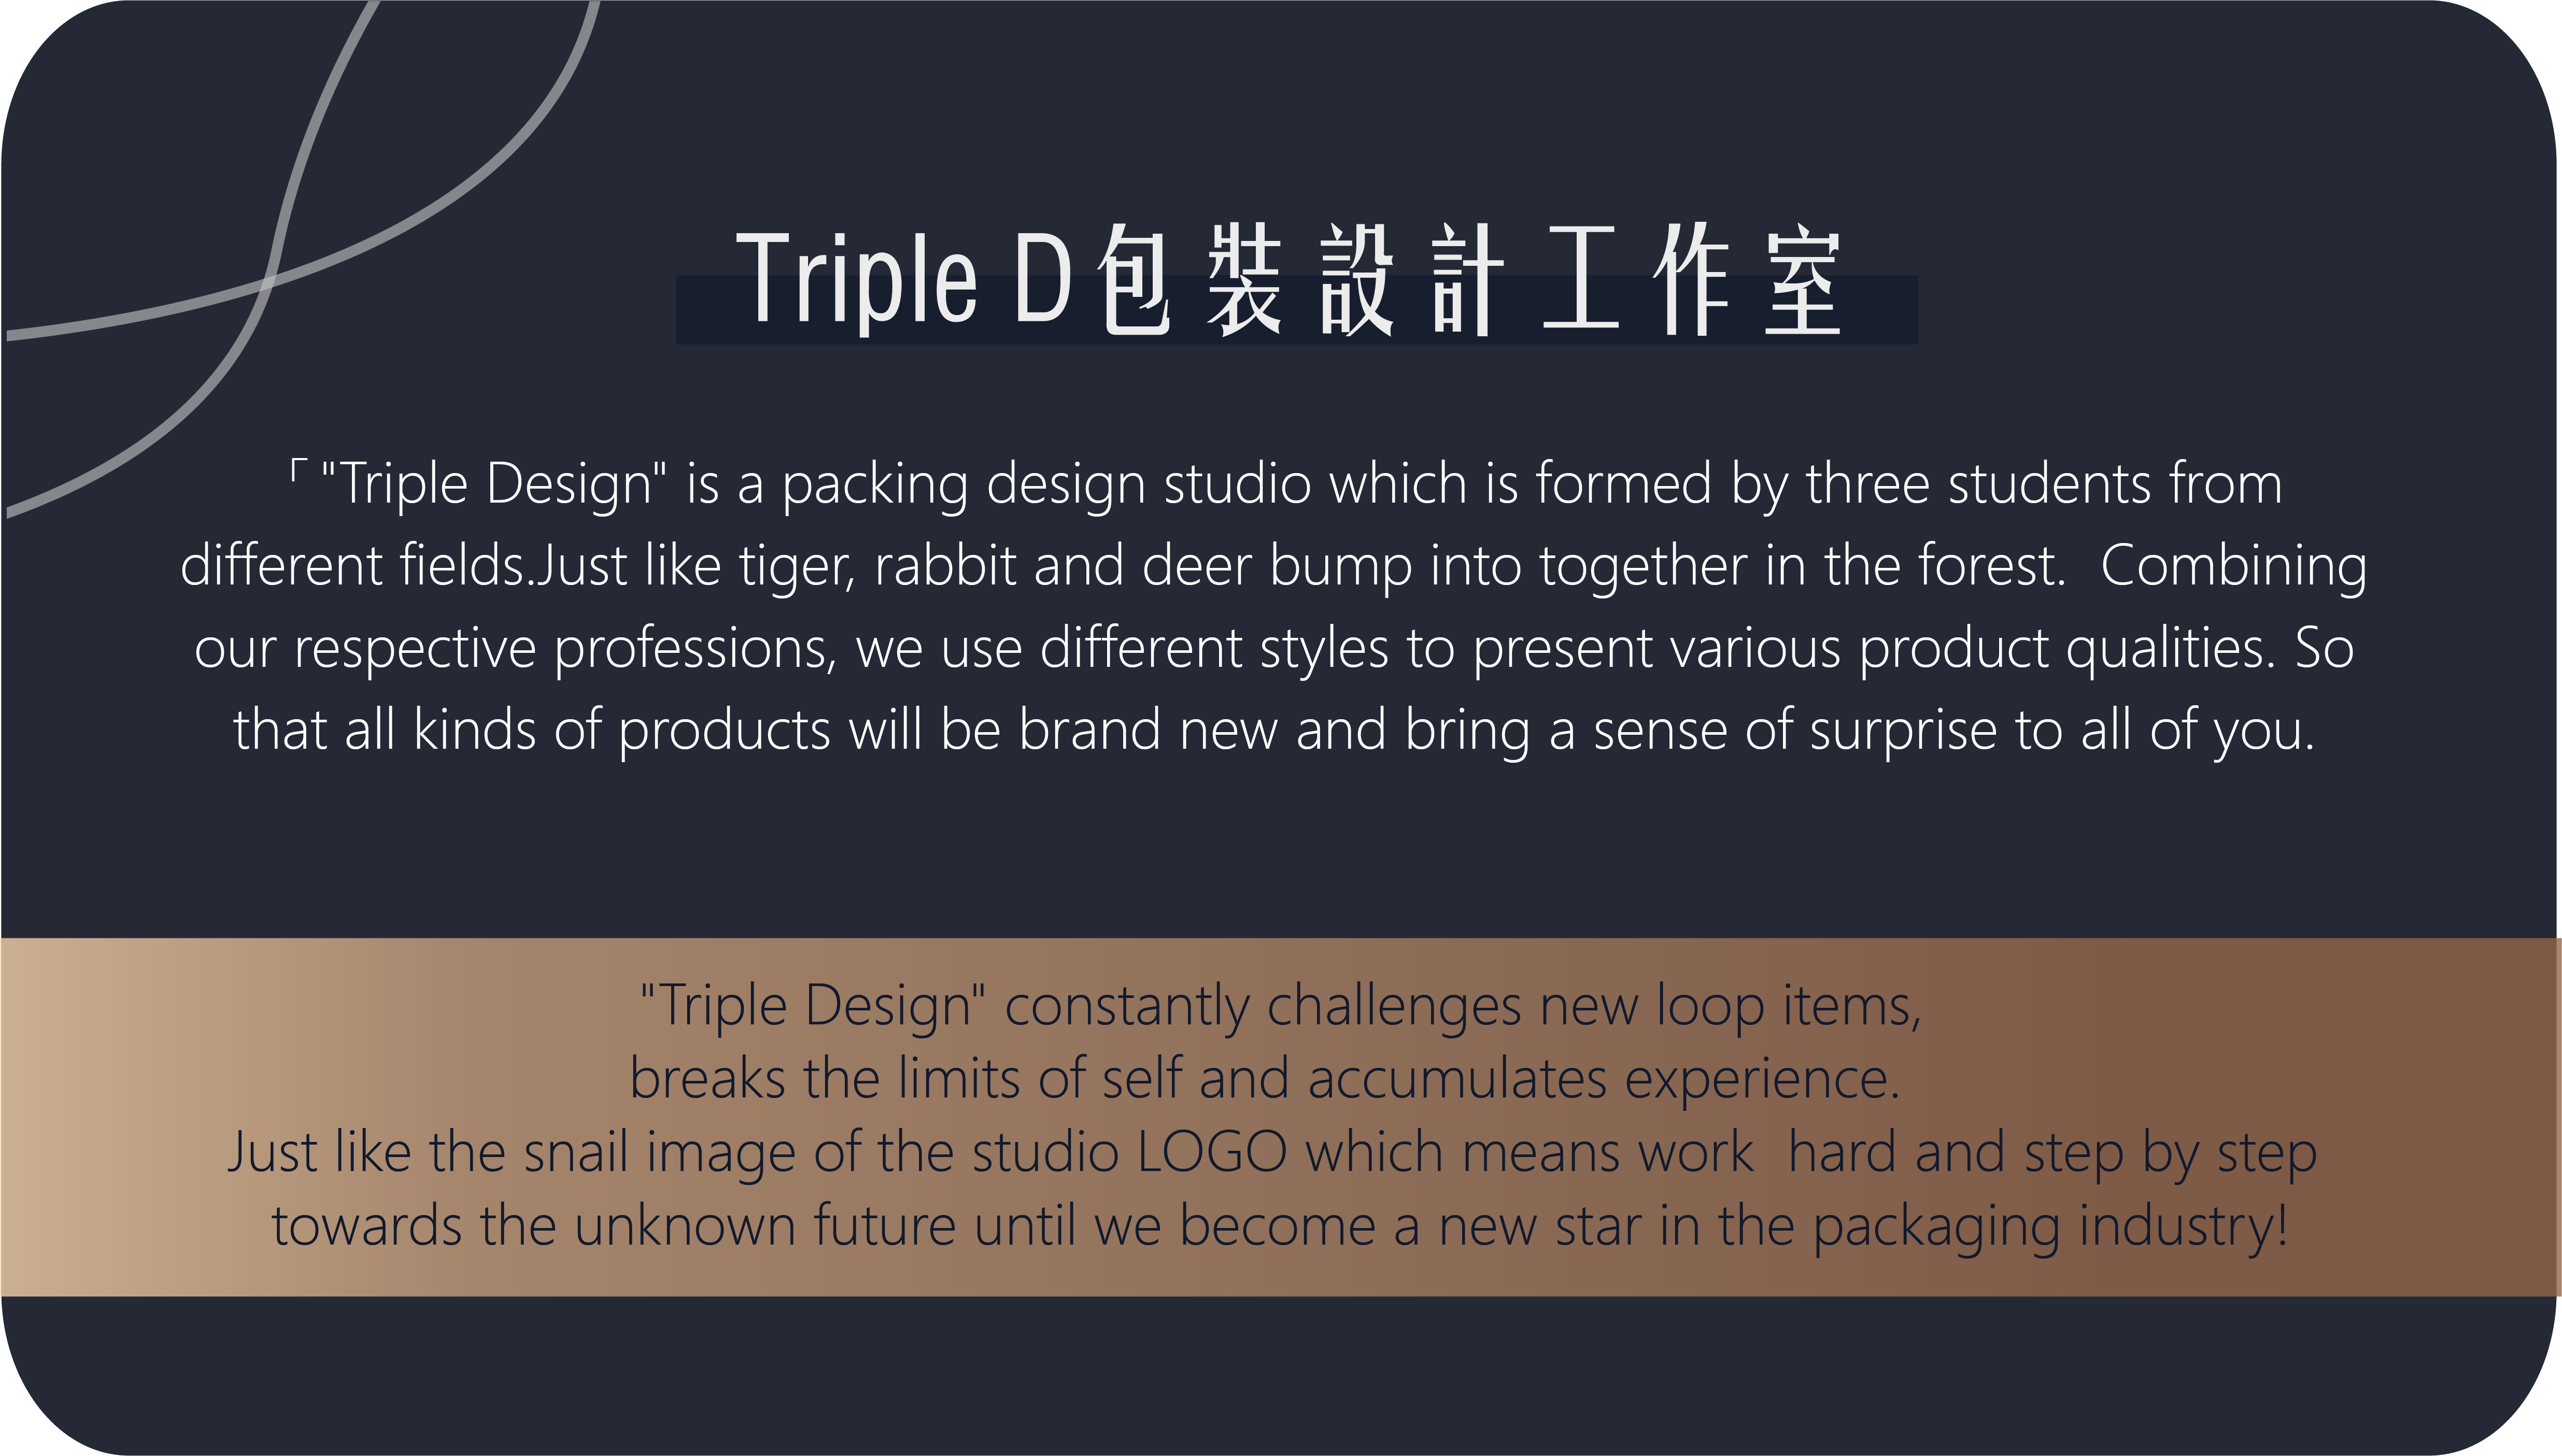 Triple D包裝設計工作室
「"Triple Design" is a packing design studio which is formed by three students from
different fields.Just like tiger, rabbit and deer bump into together in the forest.  Combining
our respective professions, we use different styles to present various product qualities. So
that all kinds of products will be brand new and bring a sense of surprise to all of you.
"Triple Design" constantly challenges new loop items,
breaks the limits of self and accumulates experience.
Just like the snail image of the studio LOGO which means work  hard and step by step
towards the unknown future until we become a new star in the packaging industry!